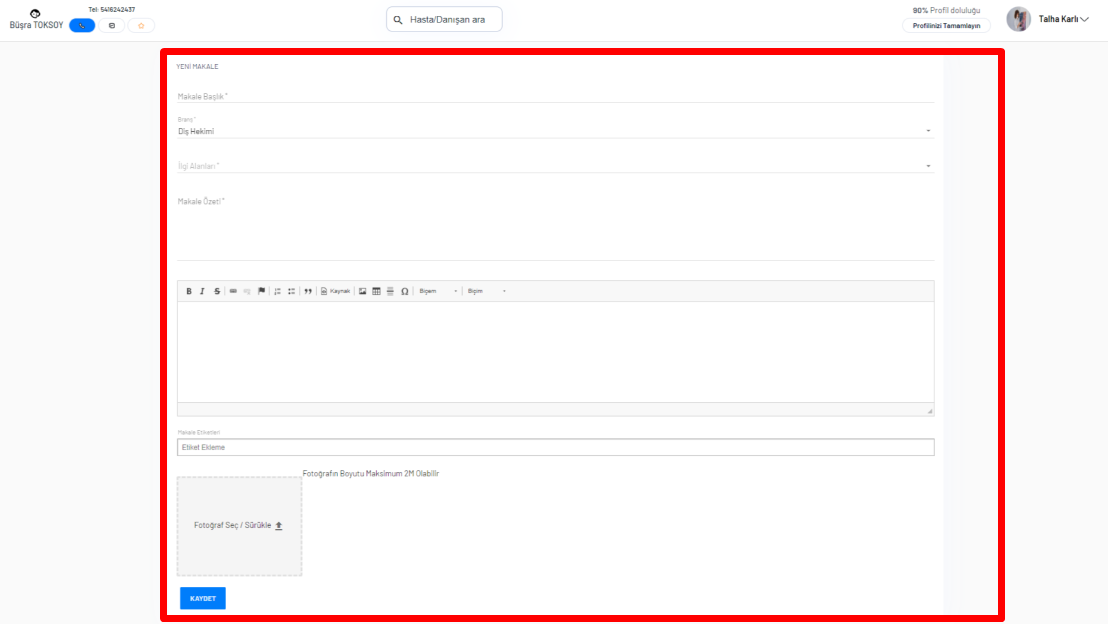 Büşra TOKSOY
Tel: 5416242437
Hasta/Danışan ara
90% Profil doluluğu
Profilinizi Tamamlayın
Talha Karlı
YENİ MAKALE
Makale Başlık *
Branş *
Diş Hekimi
İlgi Alanları *
Makale Özeti *
B I S Kaynak Ω Biçem Biçim
Makale Etiketleri
Etiket Ekleme
Fotoğrafın Boyutu Maksimum 2M Olabilir
Fotoğraf Seç / Sürükle
KAYDET